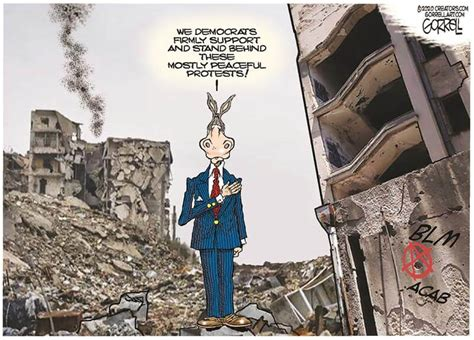 WE DEMOCRATS
FIRMLY SUPPORT
AND STAND BEHIND
THESE
MOSTLY PEACEFUL
PROTESTS!
©2020 CREATORS.COM
GORRELLART.COM
GORRELL
BLM
A
ACAB